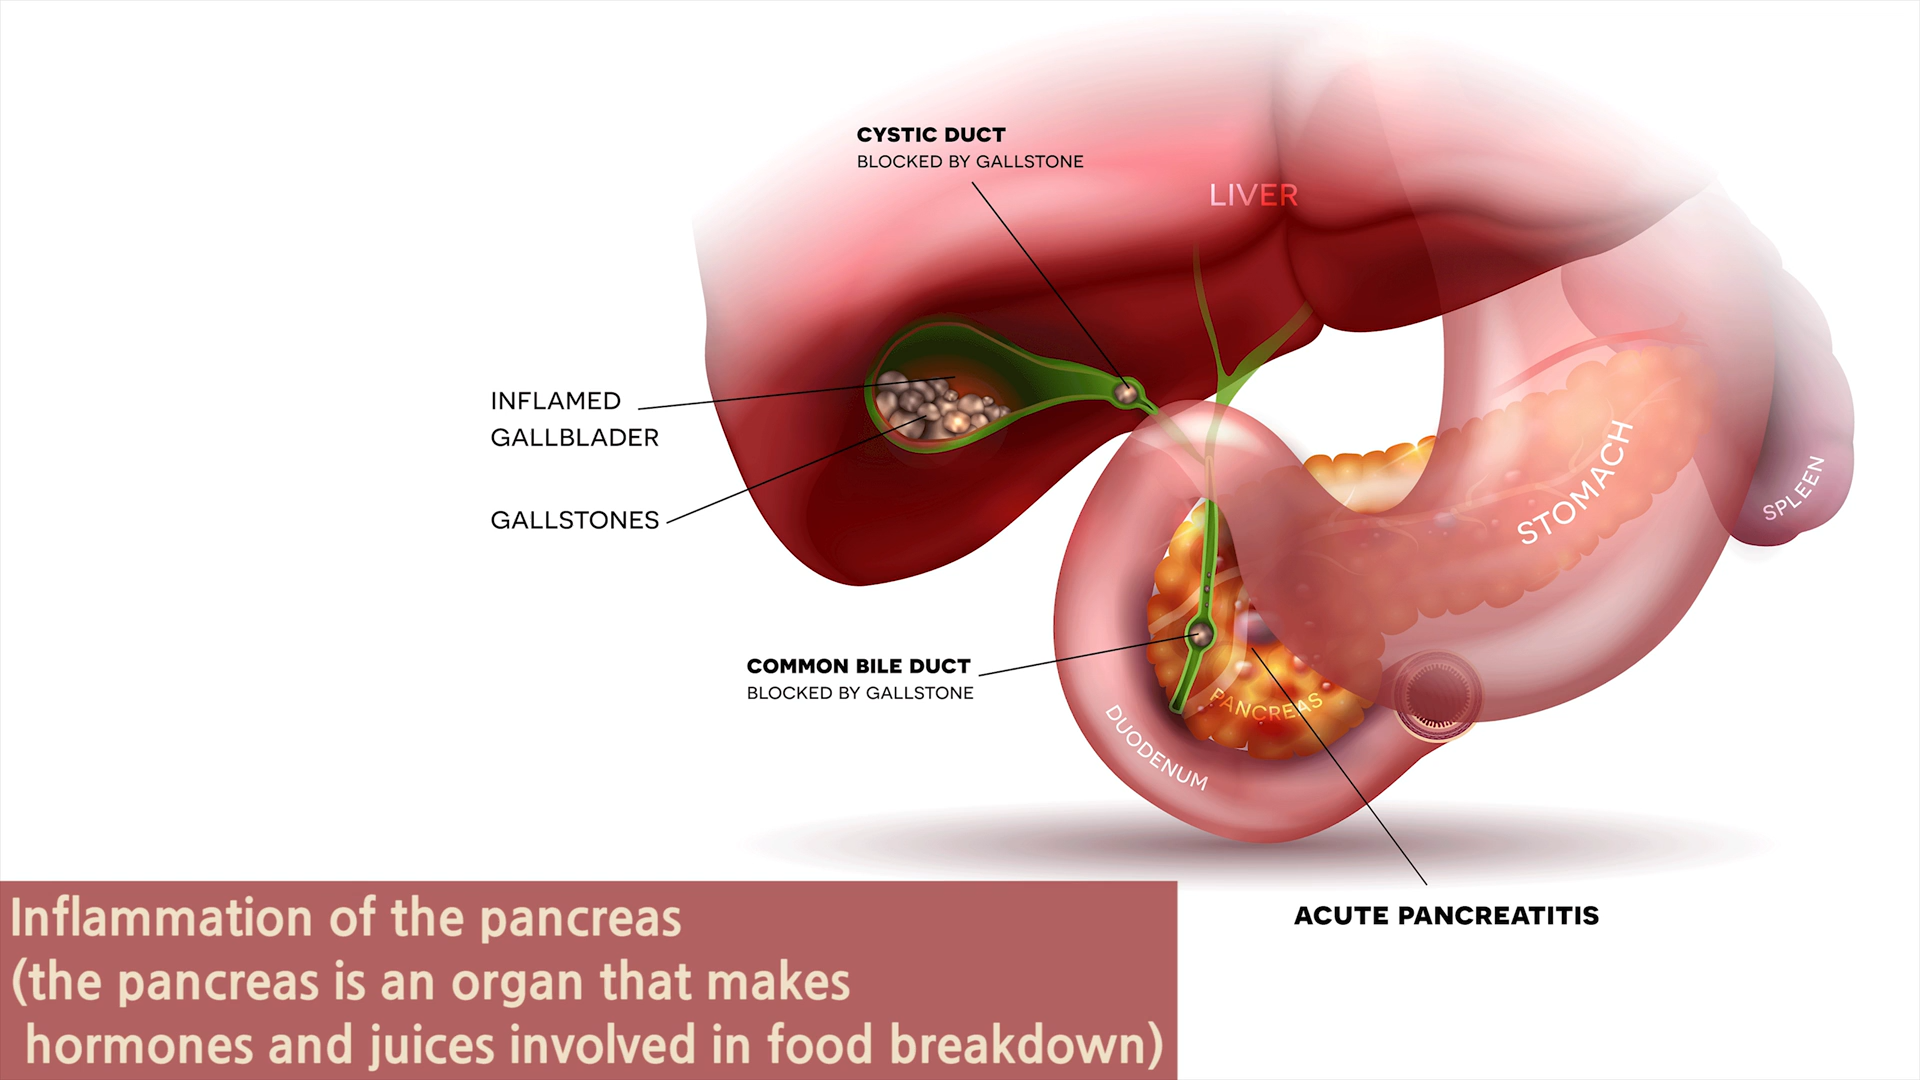 CYSTIC DUCT
BLOCKED BY GALLSTONE
LIVER
INFLAMED
GALLBLADER
GALLSTONES
STOMACH
SPLEEN
COMMON BILE DUCT
BLOCKED BY GALLSTONE
PANCREAS
DUODENUM
ACUTE PANCREATITIS
Inflammation of the pancreas
(the pancreas is an organ that makes
hormones and juices involved in food breakdown)